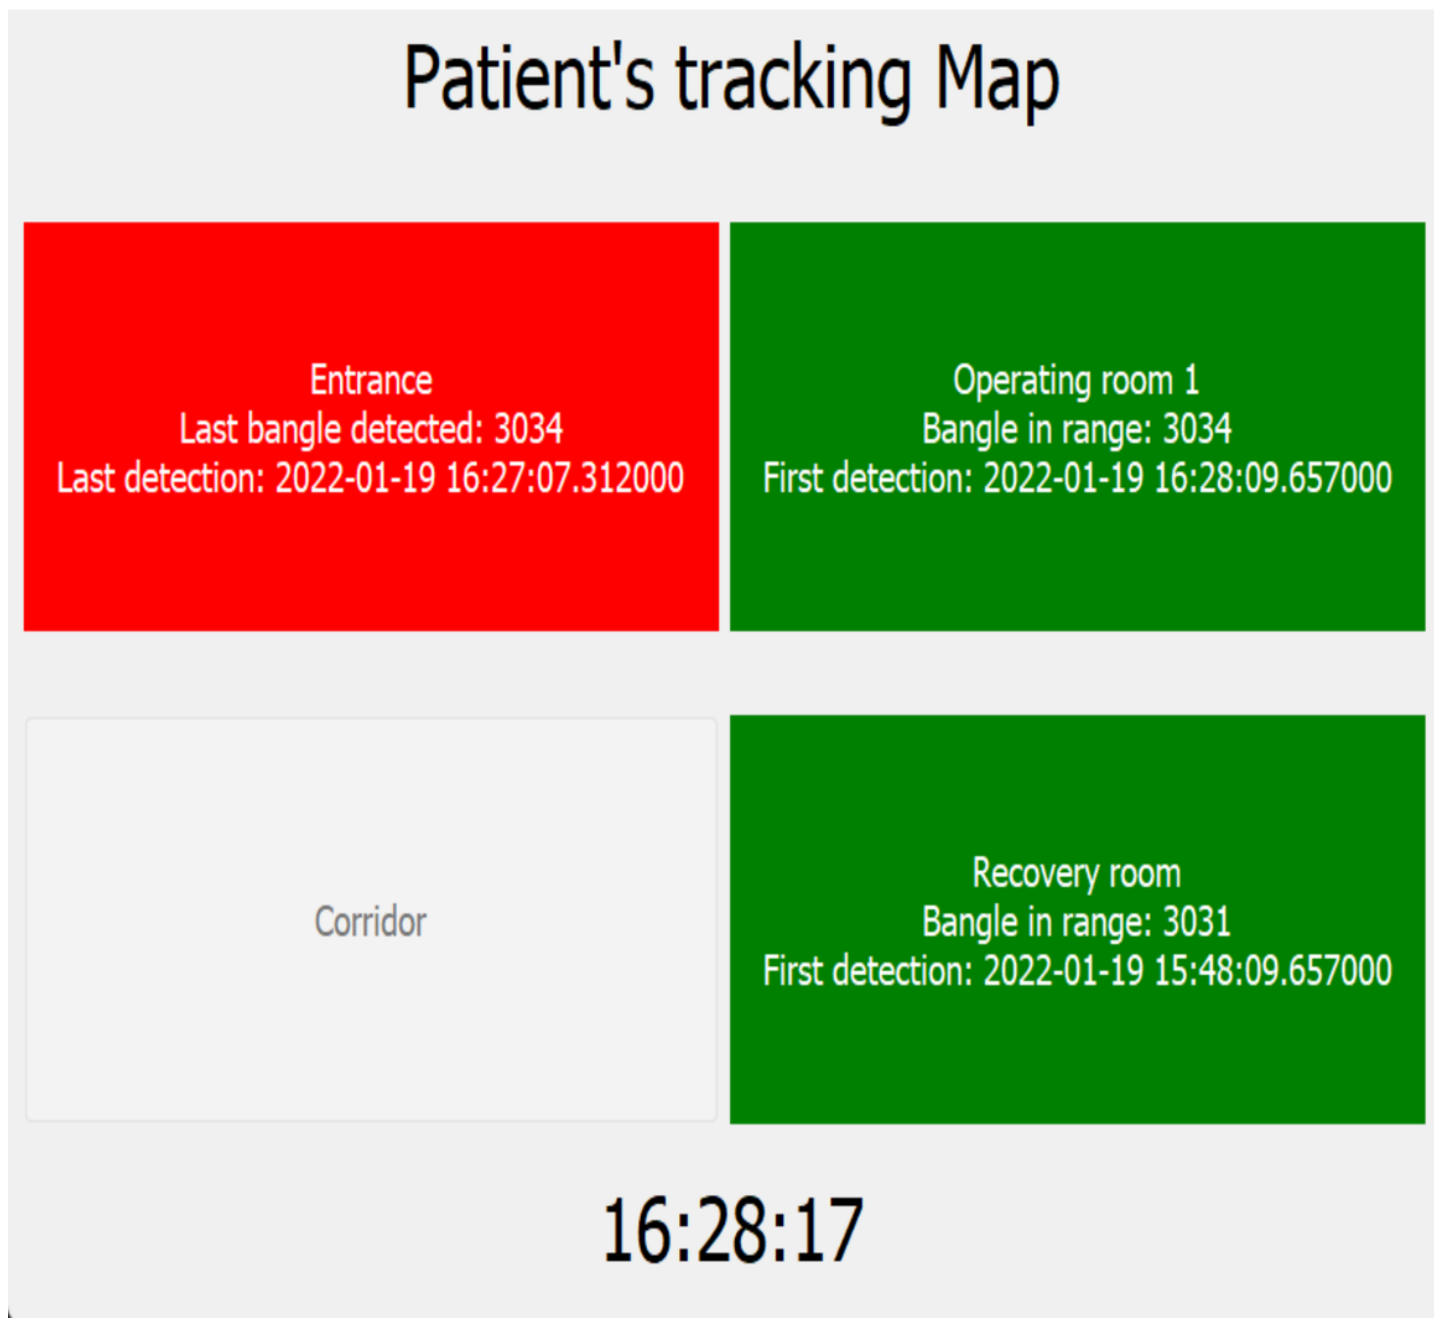 Patient's tracking Map
Entrance
Last bangle detected: 3034
Last detection: 2022-01-19 16:27:07.312000
Operating room 1
Bangle in range: 3034
First detection: 2022-01-19 16:28:09.657000
Corridor
Recovery room
Bangle in range: 3031
First detection: 2022-01-19 15:48:09.657000
16:28:17